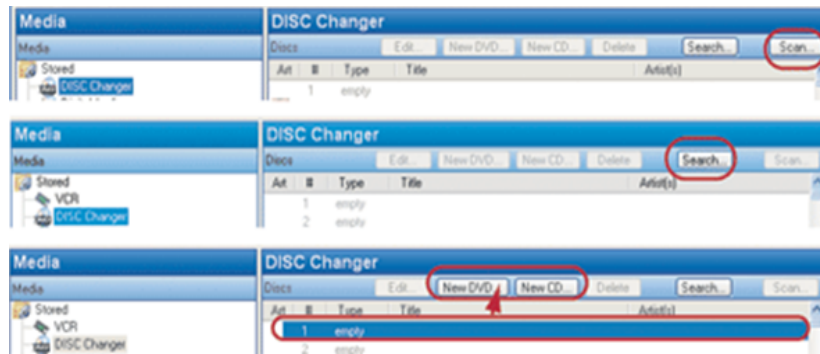 Media DISC Changer
Media Discs Edit... New DVD... New CD... Delete Search... Scan...
Stored Art # Type Title Artist(s)
DISC Changer 1 empty
Media DISC Changer
Media Discs Edit... New DVD... New CD... Delete Search... Scan...
Stored Art # Type Title Artist(s)
VCR 1 empty
DISC Changer 2 empty
Media DISC Changer
Media Discs Edit... New DVD... New CD... Delete Search... Scan...
Stored Art # Type Title Artist(s)
VCR 1 empty
DISC Changer 2 empty